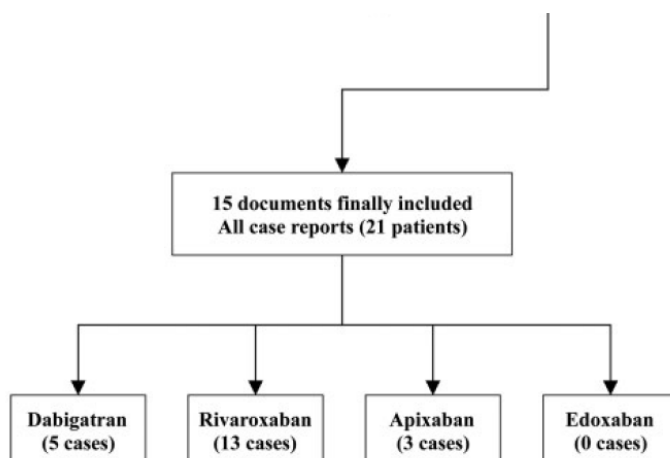 15 documents finally included
All case reports (21 patients)
Dabigatran
(5 cases)
Rivaroxaban
(13 cases)
Apixaban
(3 cases)
Edoxaban
(0 cases)